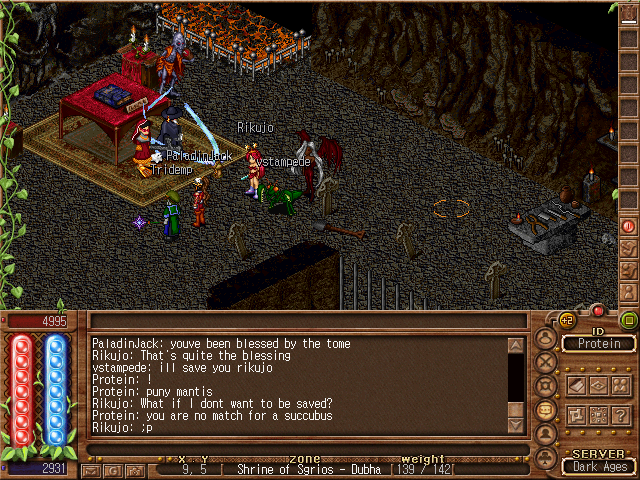 Rikujo
PaladinJack
vstampede
Tridemp
4995
+2
ID
Protein
PaladinJack: youve been blessed by the tome
Rikujo: That's quite the blessing
vstampede: ill save you rikujo
Protein: !
Protein: puny mantis
Rikujo: What if I dont want to be saved?
Protein: you are no match for a succubus
Rikujo: ;p
x y zone weight
2931
9, 5 [ Shrine of Sgrios - Dubha [139 / 142[
SERVER
Dark Ages